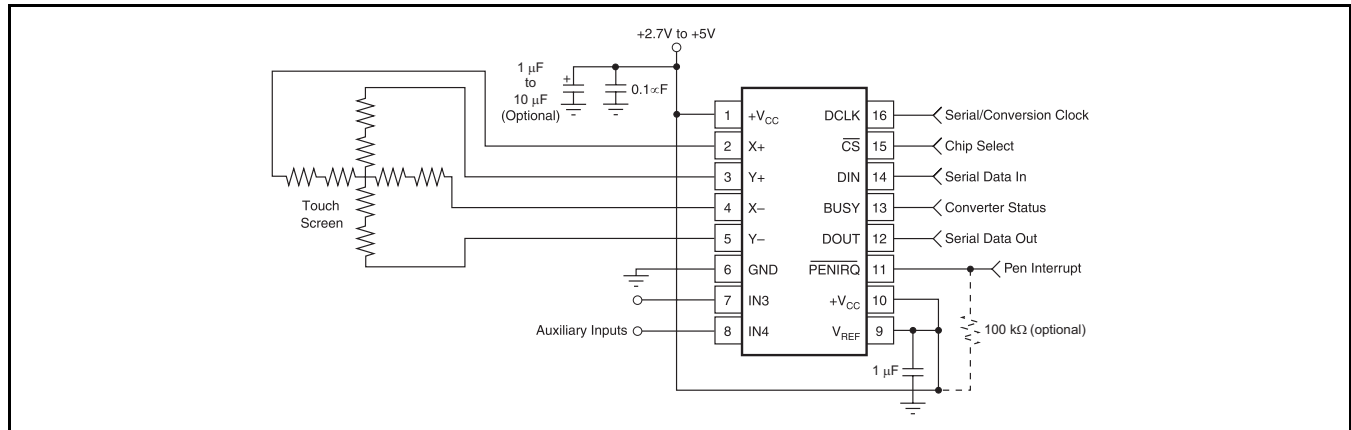 +2.7V to +5V
1 μF
to
10 μF
(Optional)
+
0.1∝F
1 +VCC DCLK 16 Serial/Conversion Clock
2 X+ CS 15 Chip Select
3 Y+ DIN 14 Serial Data In
Touch
Screen
4 X– BUSY 13 Converter Status
5 Y– DOUT 12 Serial Data Out
6 GND PENIRQ 11 Pen Interrupt
7 IN3 +VCC 10
Auxiliary Inputs 8 IN4 VREF 9
100 kΩ (optional)
1 μF